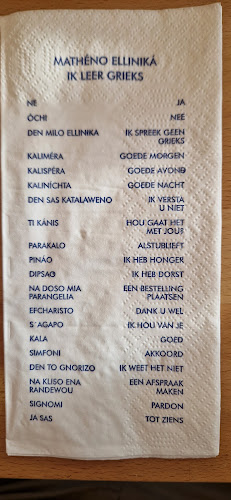 MATHÉNO ELLINIKÁ
IK LEER GRIEKS
NE JA
ÓCHI NEE
DEN MILO ELLINIKA IK SPREEK GEEN
GRIEKS
KALIMÉRA GOEDE MORGEN
KALISPÉRA GOEDE AVOND
KALINÍCHTA GOEDE NACHT
DEN SAS KATALAWENO IK VERSTA
U NIET
TI KÁNIS HOU GAAT HET
MET JOU?
PARAKALO ALSTUBLIEFT
PINÁO IK HEB HONGER
DIPSAO IK HEB DORST
NA DOSO MIA EEN BESTELLING
PARANGELIA PLAATSEN
EFCHARISTO DANK U WEL
S´AGAPO IK HOU VAN JE
KALA GOED
SIMFONI AKKOORD
DEN TO GNORIZO IK WEET HET NIET
NA KLISO ENA EEN AFSPRAAK
RANDEWOU MAKEN
SIGNOMI PARDON
JA SAS TOT ZIENS